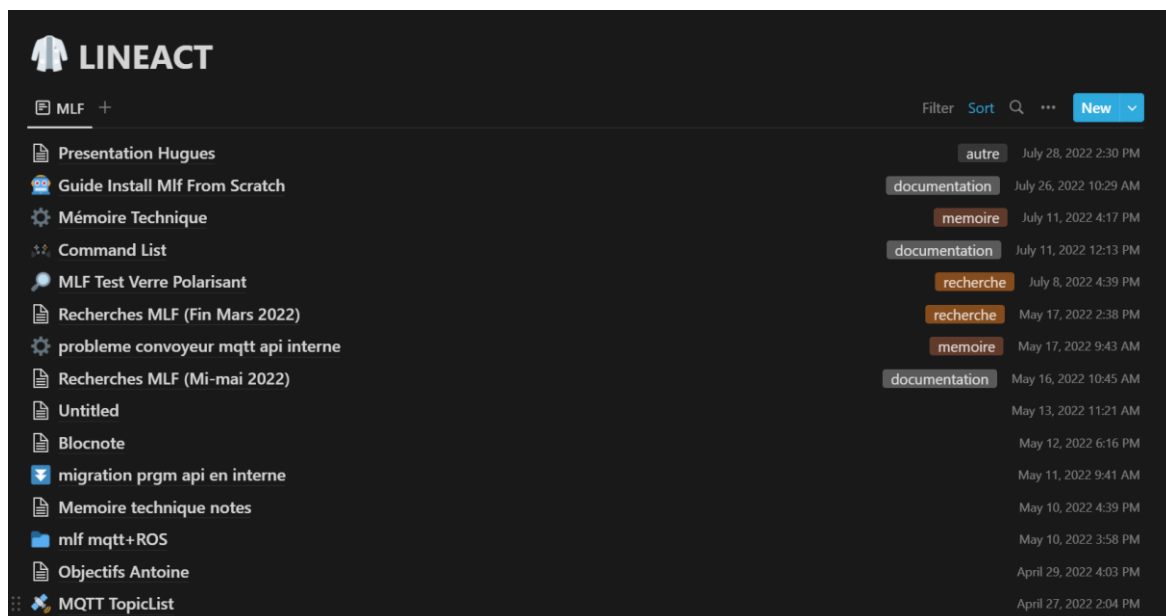 LINEACT
MLF + Filter Sort New
Presentation Hugues autre July 28, 2022 2:30 PM
Guide Install Mlf From Scratch documentation July 26, 2022 10:29 AM
Mémoire Technique memoire July 11, 2022 4:17 PM
Command List documentation July 11, 2022 12:13 PM
MLF Test Verre Polarisant recherche July 8, 2022 4:39 PM
Recherches MLF (Fin Mars 2022) recherche May 17, 2022 2:38 PM
probleme convoyeur mqtt api interne memoire May 17, 2022 9:43 AM
Recherches MLF (Mi-mai 2022) documentation May 16, 2022 10:45 AM
Untitled May 13, 2022 11:21 AM
Blocnote May 12, 2022 6:16 PM
migration prgm api en interne May 11, 2022 9:41 AM
Memoire technique notes May 10, 2022 4:39 PM
mlf mqtt+ROS May 10, 2022 3:58 PM
Objectifs Antoine April 29, 2022 4:03 PM
MQTT TopicList April 27, 2022 2:04 PM